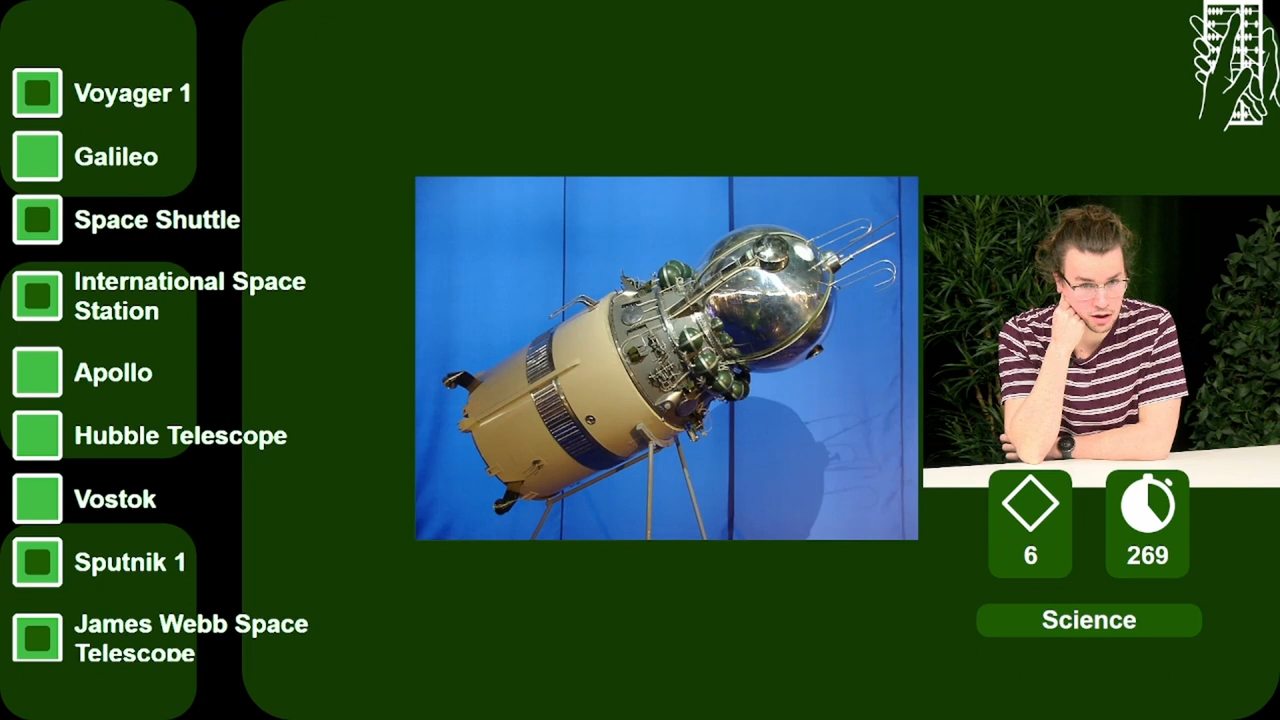 Voyager 1
Galileo
Space Shuttle
International Space
Station
Apollo
Hubble Telescope
Vostok
Sputnik 1
James Webb Space
Telescope
6
269
Science